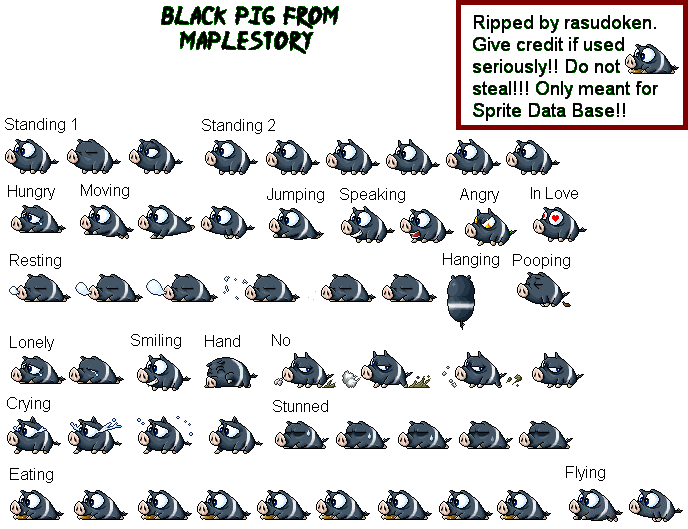 BLACK PIG FROM
MAPLESTORY
Ripped by rasudoken.
Give credit if used
seriously!! Do not
steal!!! Only meant for
Sprite Data Base!!
Standing 1
Standing 2
Hungry
Moving
Jumping
Speaking
Angry
In Love
Resting
Hanging
Pooping
Lonely
Smiling
Hand
No
Crying
Stunned
Eating
Flying